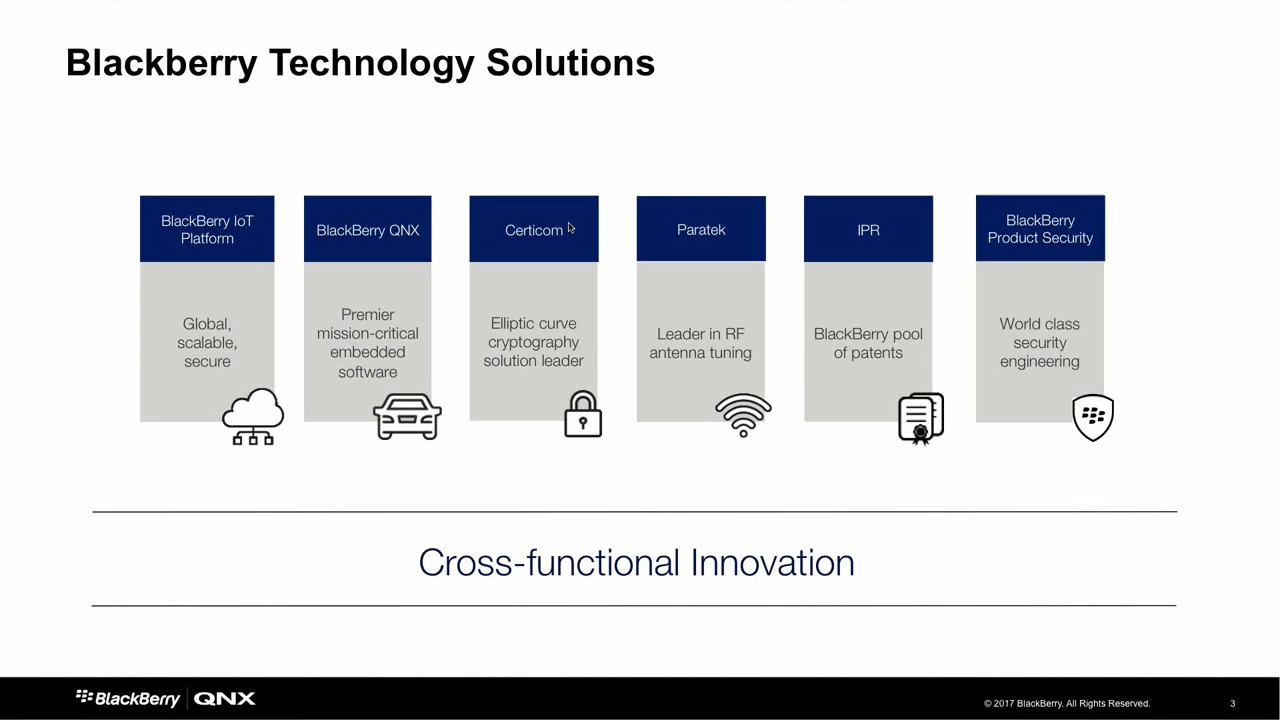 Blackberry Technology Solutions
BlackBerry IoT
Platform
Global,
scalable,
secure
BlackBerry QNX
Premier
mission-critical
embedded
software
Certicom
Elliptic curve
cryptography
solution leader
Paratek
Leader in RF
antenna tuning
IPR
BlackBerry pool
of patents
BlackBerry
Product Security
World class
security
engineering
Cross-functional Innovation
BlackBerry QNX
© 2017 BlackBerry. All Rights Reserved.
3